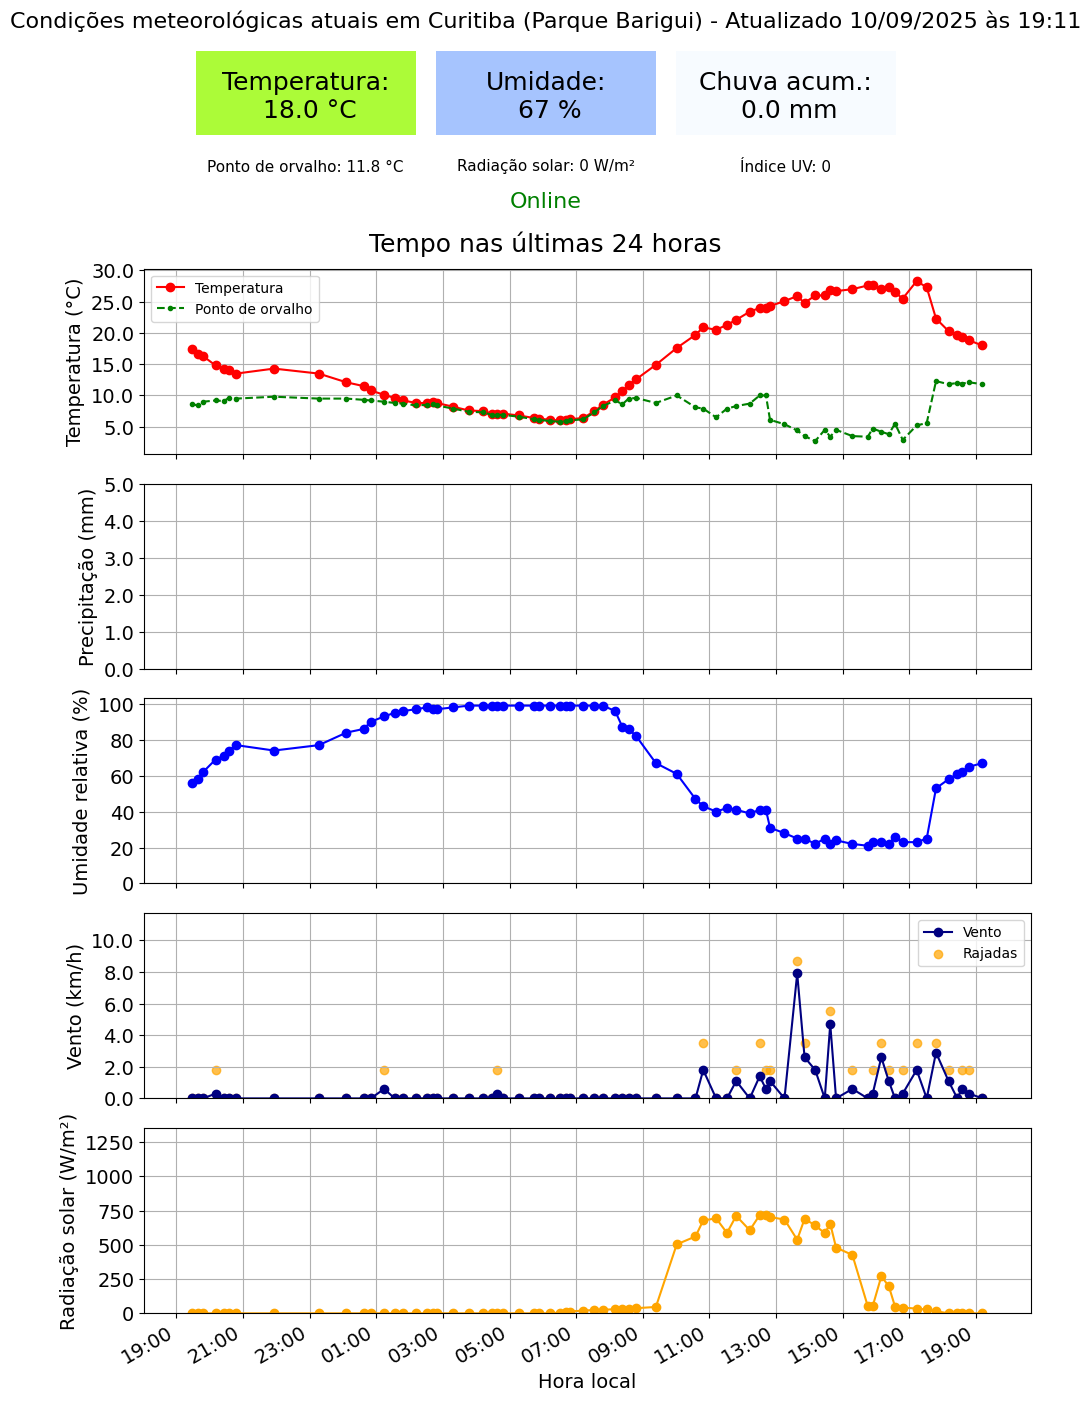 Condições meteorológicas atuais em Curitiba (Parque Barigui) - Atualizado 10/09/2025 às 19:11
Temperatura:
18.0 °C
Umidade:
67 %
Chuva acum.:
0.0 mm
Ponto de orvalho: 11.8 °C
Radiação solar: 0 W/m²
Índice UV: 0
Online
Tempo nas últimas 24 horas
Temperatura (°C)
30.0
25.0
20.0
15.0
10.0
5.0
Temperatura
Ponto de orvalho
Precipitação (mm)
5.0
4.0
3.0
2.0
1.0
0.0
Umidade relativa (%)
100
80
60
40
20
0
Vento (km/h)
10.0
8.0
6.0
4.0
2.0
0.0
Vento
Rajadas
Radiação solar (W/m²)
1250
1000
750
500
250
0
19:00
21:00
23:00
01:00
03:00
05:00
07:00
09:00
11:00
13:00
15:00
17:00
19:00
Hora local